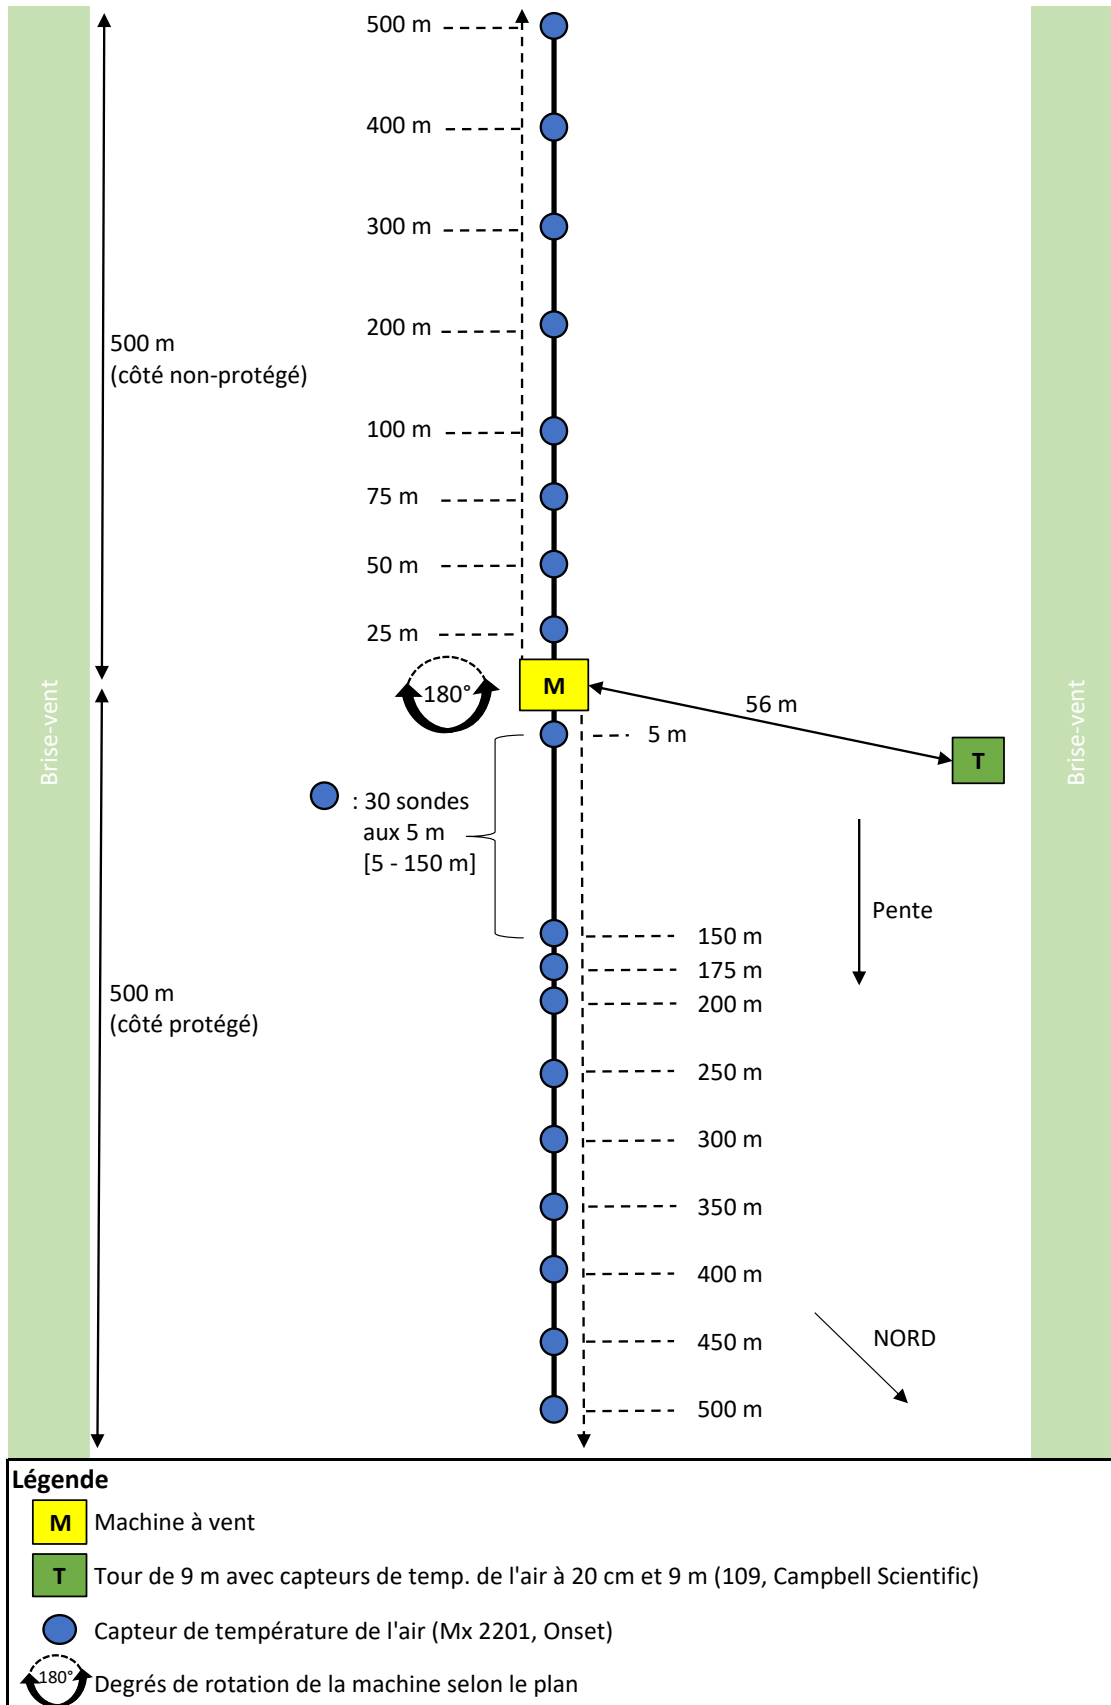 500 m
400 m
300 m
200 m
500 m
(côté non-protégé)
100 m
75 m
50 m
25 m
180°
M
56 m
Brise-vent
Brise-vent
5 m
T
: 30 sondes
aux 5 m
[5 - 150 m]
Pente
150 m
175 m
200 m
500 m
(côté protégé)
250 m
300 m
350 m
400 m
NORD
450 m
500 m
Légende
M Machine à vent
T Tour de 9 m avec capteurs de temp. de l'air à 20 cm et 9 m (109, Campbell Scientific)
Capteur de température de l'air (Mx 2201, Onset)
180° Degrés de rotation de la machine selon le plan